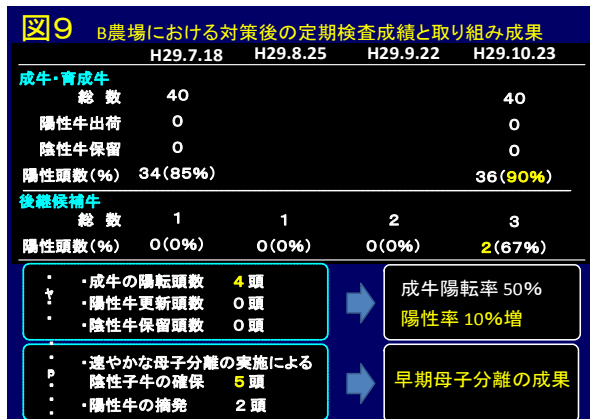 図9 B農場における対策後の定期検査成績と取り組み成果
H29.7.18 H29.8.25 H29.9.22 H29.10.23
成牛・育成牛
総 数 40 40
陽性牛出荷 0 0
陰性牛保留 0 0
陽性頭数(%) 34(85%) 36(90%)
後継候補牛
総 数 1 1 2 3
陽性頭数(%) 0(0%) 0(0%) 0(0%) 2(67%)
・成牛の陽転頭数 4頭
・陽性牛更新頭数 0頭
・陰性牛保留頭数 0頭
成牛陽転率 50%
陽性率 10%増
・速やかな母子分離の実施による
陰性子牛の確保 5頭
・陽性牛の摘発 2頭
早期母子分離の成果